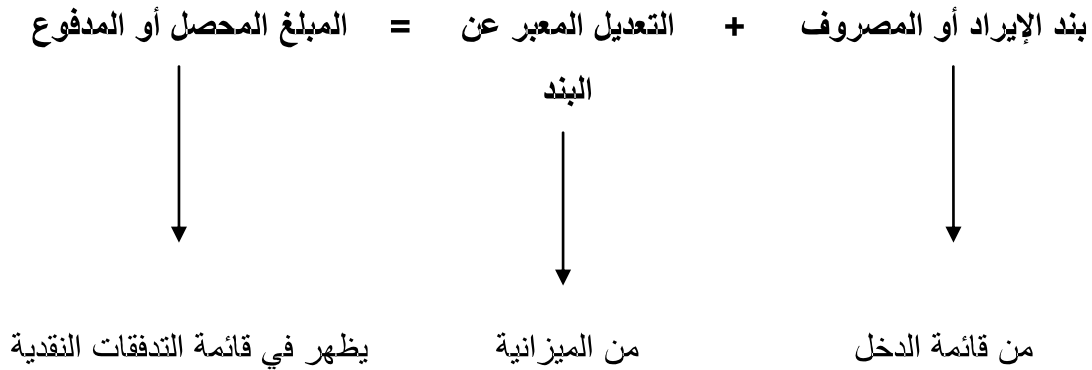 بند الإيراد أو المصروف + التعديل المعبر عن = المبلغ المحصل أو المدفوع
البند
من قائمة الدخل من الميزانية يظهر في قائمة التدفقات النقدية